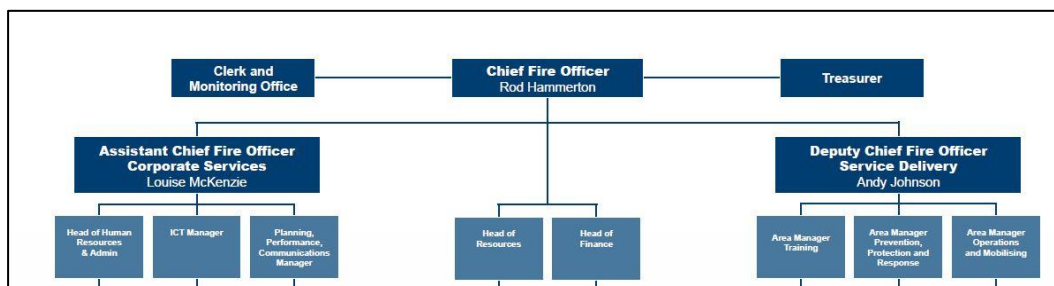 Clerk and
Monitoring Office
Chief Fire Officer
Rod Hammerton
Treasurer
Assistant Chief Fire Officer
Corporate Services
Louise McKenzie
Deputy Chief Fire Officer
Service Delivery
Andy Johnson
Head of Human
Resources
& Admin
ICT Manager
Planning,
Performance,
Communications
Manager
Head of
Resources
Head of
Finance
Area Manager
Training
Area Manager
Prevention,
Protection and
Response
Area Manager
Operations
and Mobilising